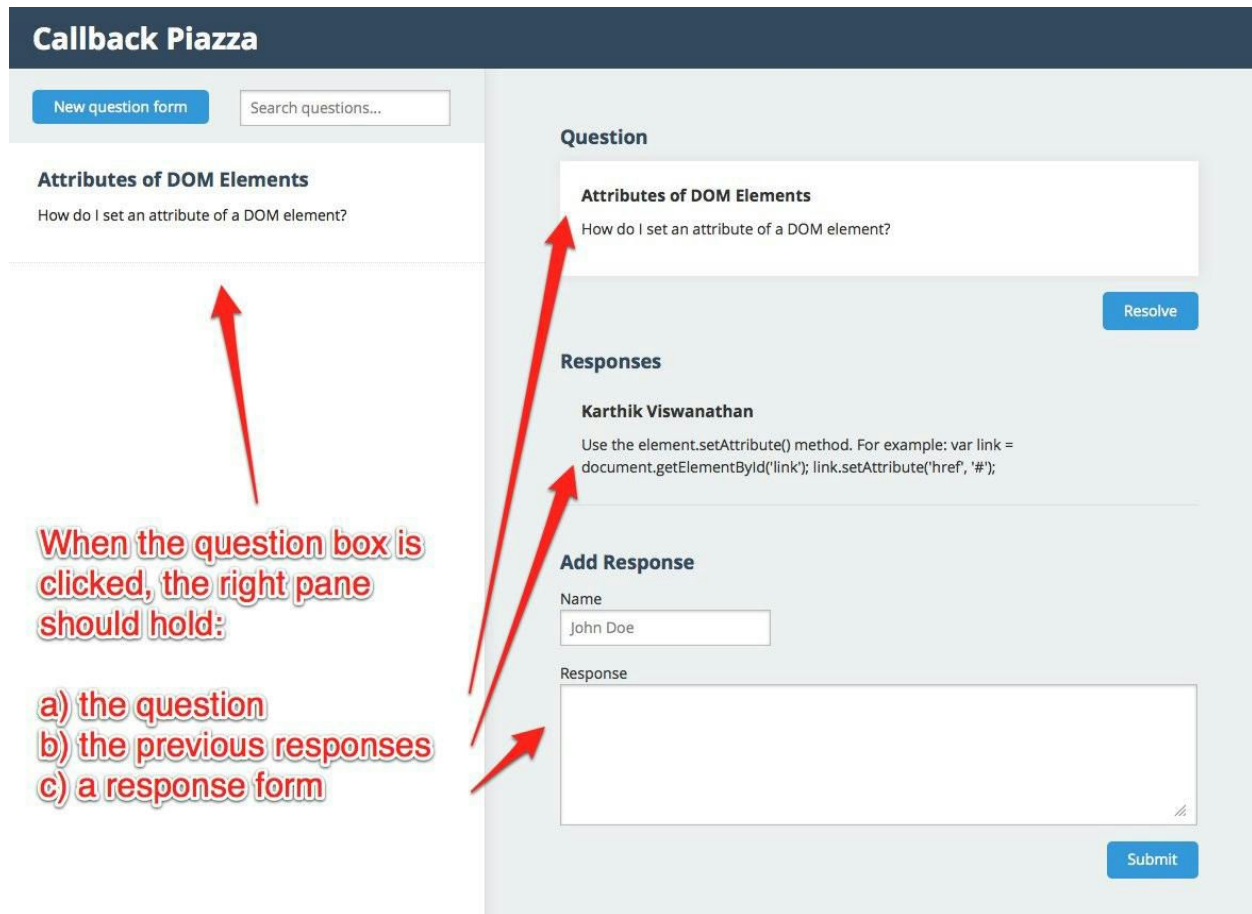 Callback Piazza
New question form
Search questions...
Attributes of DOM Elements
How do I set an attribute of a DOM element?
When the question box is
clicked, the right pane
should hold:
a) the question
b) the previous responses
c) a response form
Question
Attributes of DOM Elements
How do I set an attribute of a DOM element?
Resolve
Responses
Karthik Viswanathan
Use the element.setAttribute() method. For example: var link =
document.getElementById('link'); link.setAttribute('href', '#');
Add Response
Name
John Doe
Response
Submit